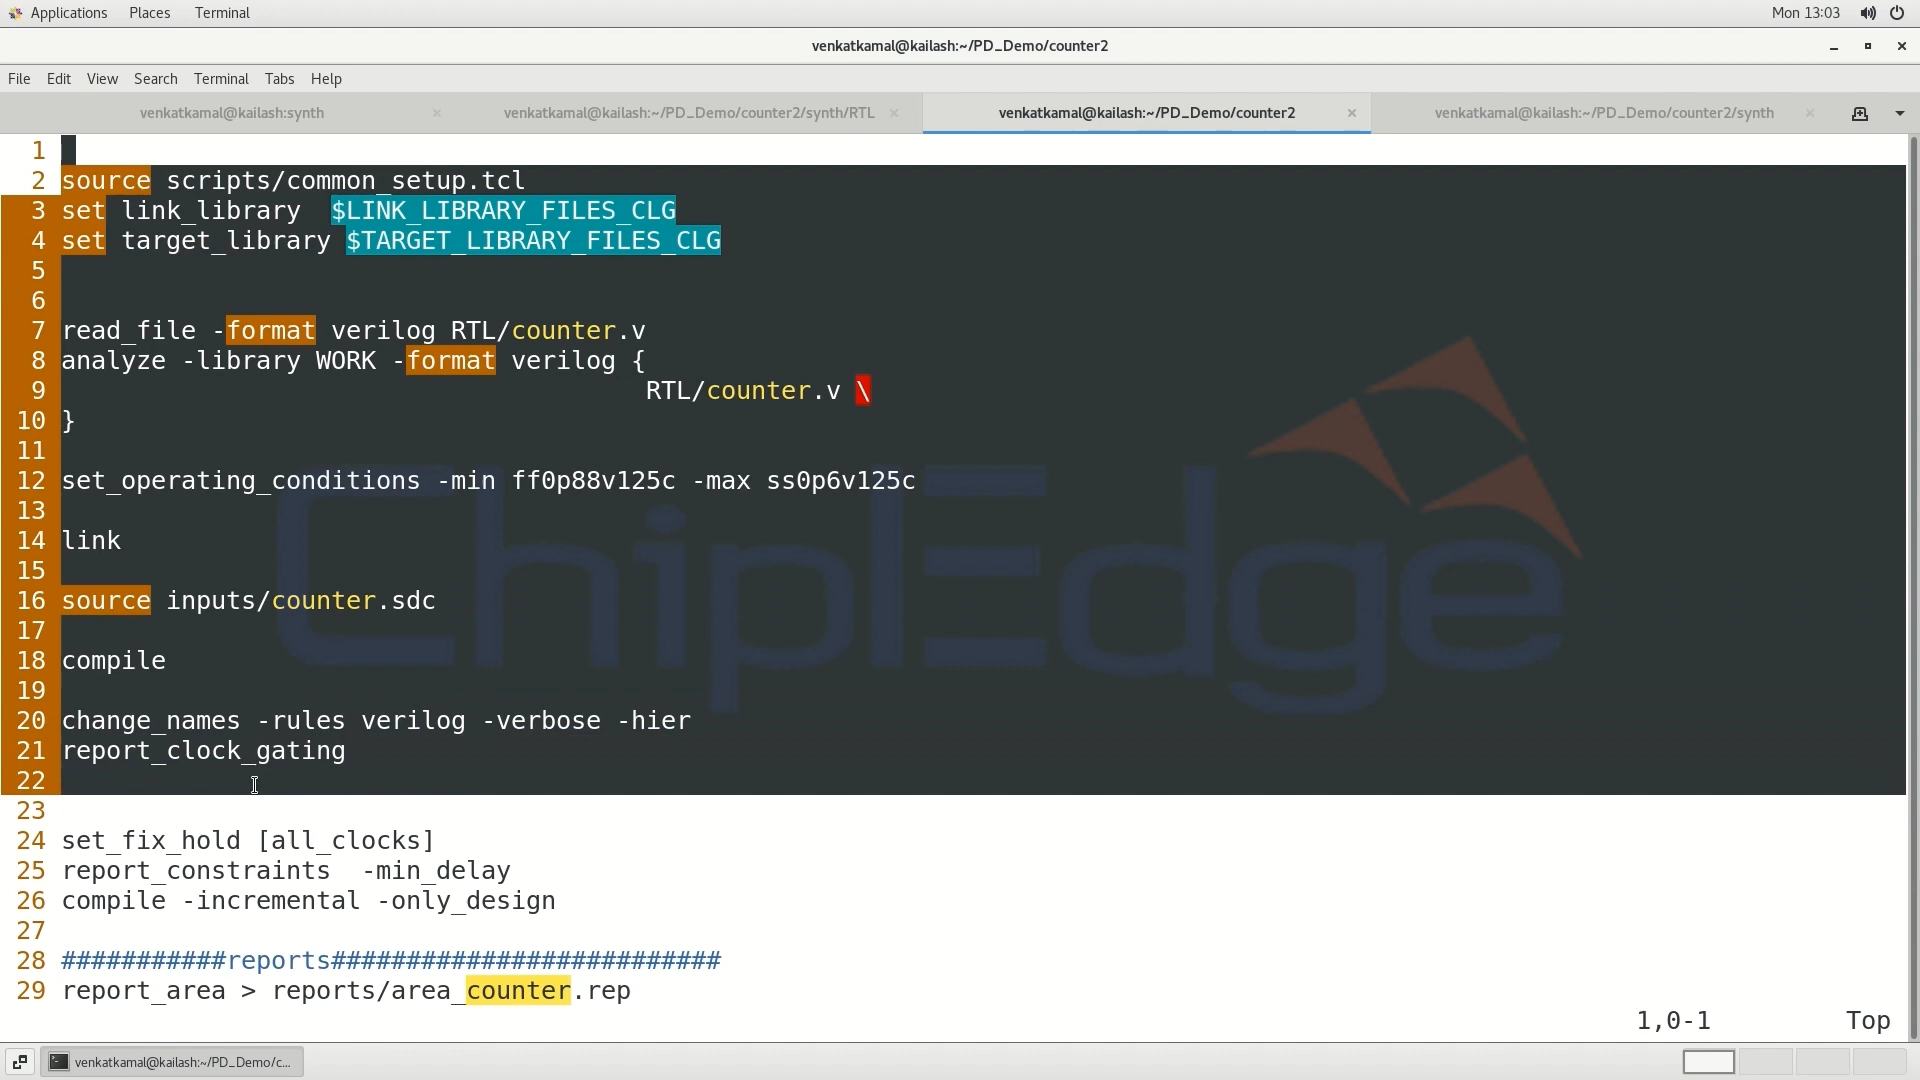 Applications Places Terminal Mon 13:03
venkatkamal@kailash:~/PD_Demo/counter2
File Edit View Search Terminal Tabs Help
venkatkamal@kailash:synth venkatkamal@kailash:~/PD_Demo/counter2/synth/RTL venkatkamal@kailash:~/PD_Demo/counter2 venkatkamal@kailash:~/PD_Demo/counter2/synth
1
2 source scripts/common_setup.tcl
3 set link_library  $LINK_LIBRARY_FILES_CLG
4 set target_library $TARGET_LIBRARY_FILES_CLG
5
6
7 read_file -format verilog RTL/counter.v
8 analyze -library WORK -format verilog {
9 RTL/counter.v \
10 }
11
12 set_operating_conditions -min ff0p88v125c -max ss0p6v125c
13
14 link
15
16 source inputs/counter.sdc
17
18 compile
19
20 change_names -rules verilog -verbose -hier
21 report_clock_gating
22
23
24 set_fix_hold [all_clocks]
25 report_constraints  -min_delay
26 compile -incremental -only_design
27
28 ###########reports##########################
29 report_area > reports/area_counter.rep
1,0-1 Top
ChipEdge
venkatkamal@kailash:~/PD_Demo/c...